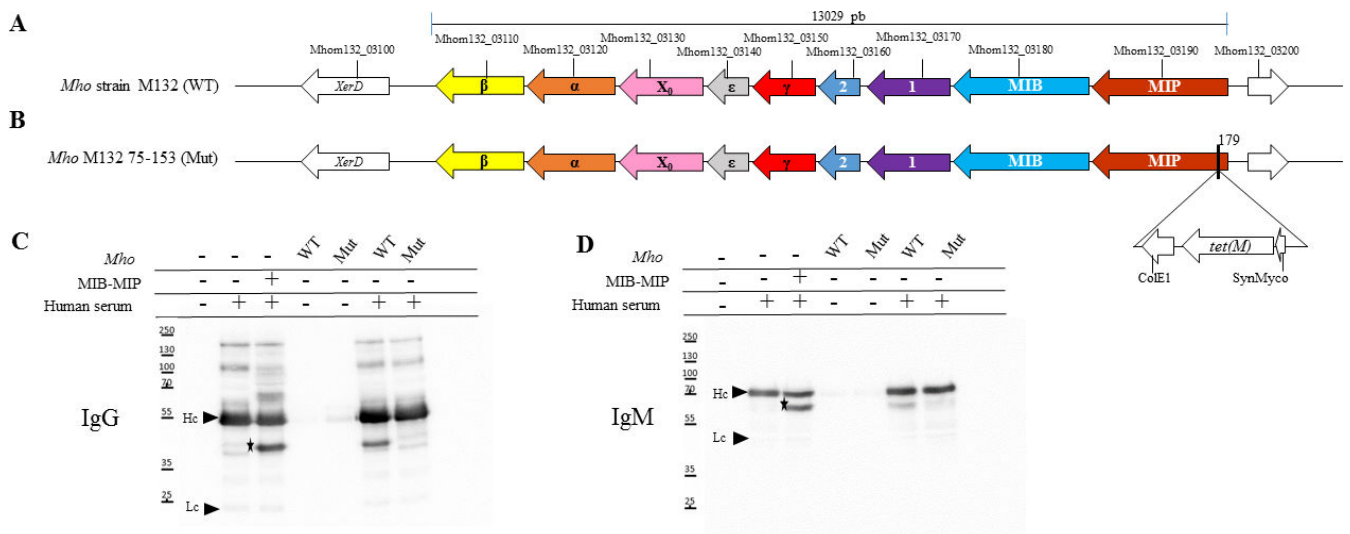 A
13029 pb
Mhom132_03100
Mhom132_03110
Mhom132_03120
Mhom132_03130
Mhom132_03140
Mhom132_03150
Mhom132_03160
Mhom132_03170
Mhom132_03180
Mhom132_03190
Mhom132_03200
Mho strain M132 (WT)
XerD
β
α
X₀
ε
γ
2
1
MIB
MIP
B
179
Mho M132 75-153 (Mut)
XerD
β
α
X₀
ε
γ
2
1
MIB
MIP
tet(M)
ColE1
SynMyco
C
Mho - - - WT Mut WT Mut
MIB-MIP +
Human serum - + + - - + +
250
130
100
70
55
35
25
Hc
Lc
IgG
D
Mho - - - WT Mut WT Mut
MIB-MIP - +
Human serum - + + - - + +
250
130
100
70
55
35
25
Hc
Lc
IgM